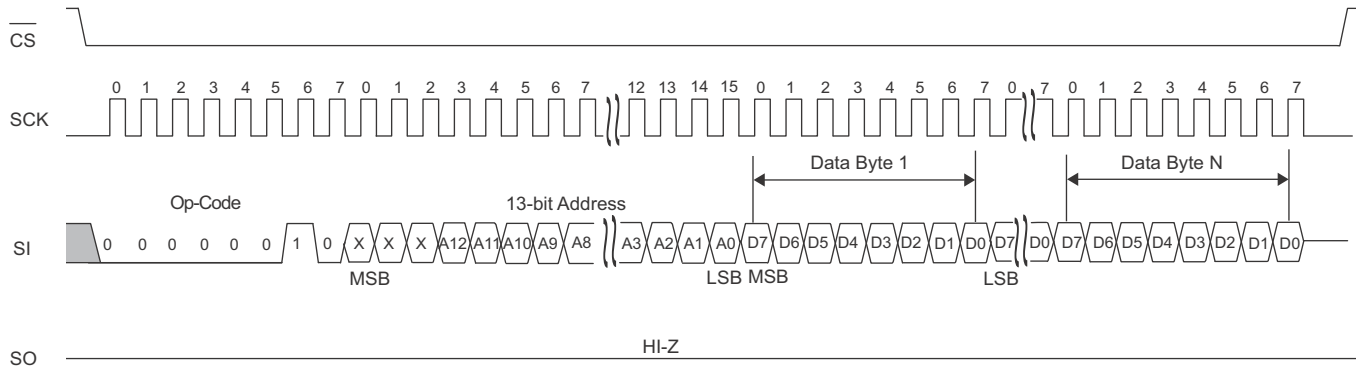 CS
0 1 2 3 4 5 6 7 0 1 2 3 4 5 6 7 12 13 14 15 0 1 2 3 4 5 6 7 0 7 0 1 2 3 4 5 6 7
SCK
Data Byte 1 Data Byte N
Op-Code 13-bit Address
SI 0 0 0 0 0 0 1 0 X X X A12 A11 A10 A9 A8 A3 A2 A1 A0 D7 D6 D5 D4 D3 D2 D1 D0 D7 D0 D7 D6 D5 D4 D3 D2 D1 D0
MSB LSB MSB LSB
HI-Z
SO